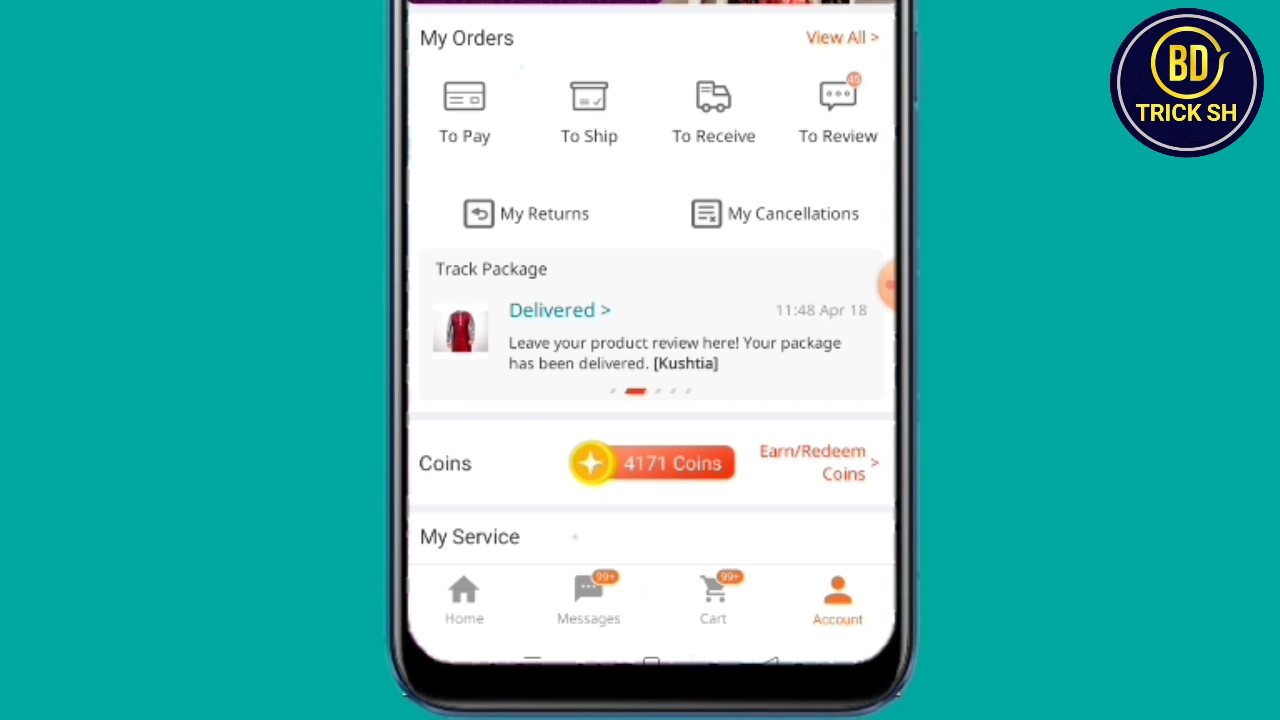 My Orders
View All >
45
To Pay
To Ship
To Receive
To Review
My Returns
My Cancellations
Track Package
Delivered >
11:48 Apr 18
Leave your product review here! Your package
has been delivered. [Kushtia]
Coins
4171 Coins
Earn/Redeem
Coins >
My Service
99+
99+
Home
Messages
Cart
Account
BD
TRICK SH